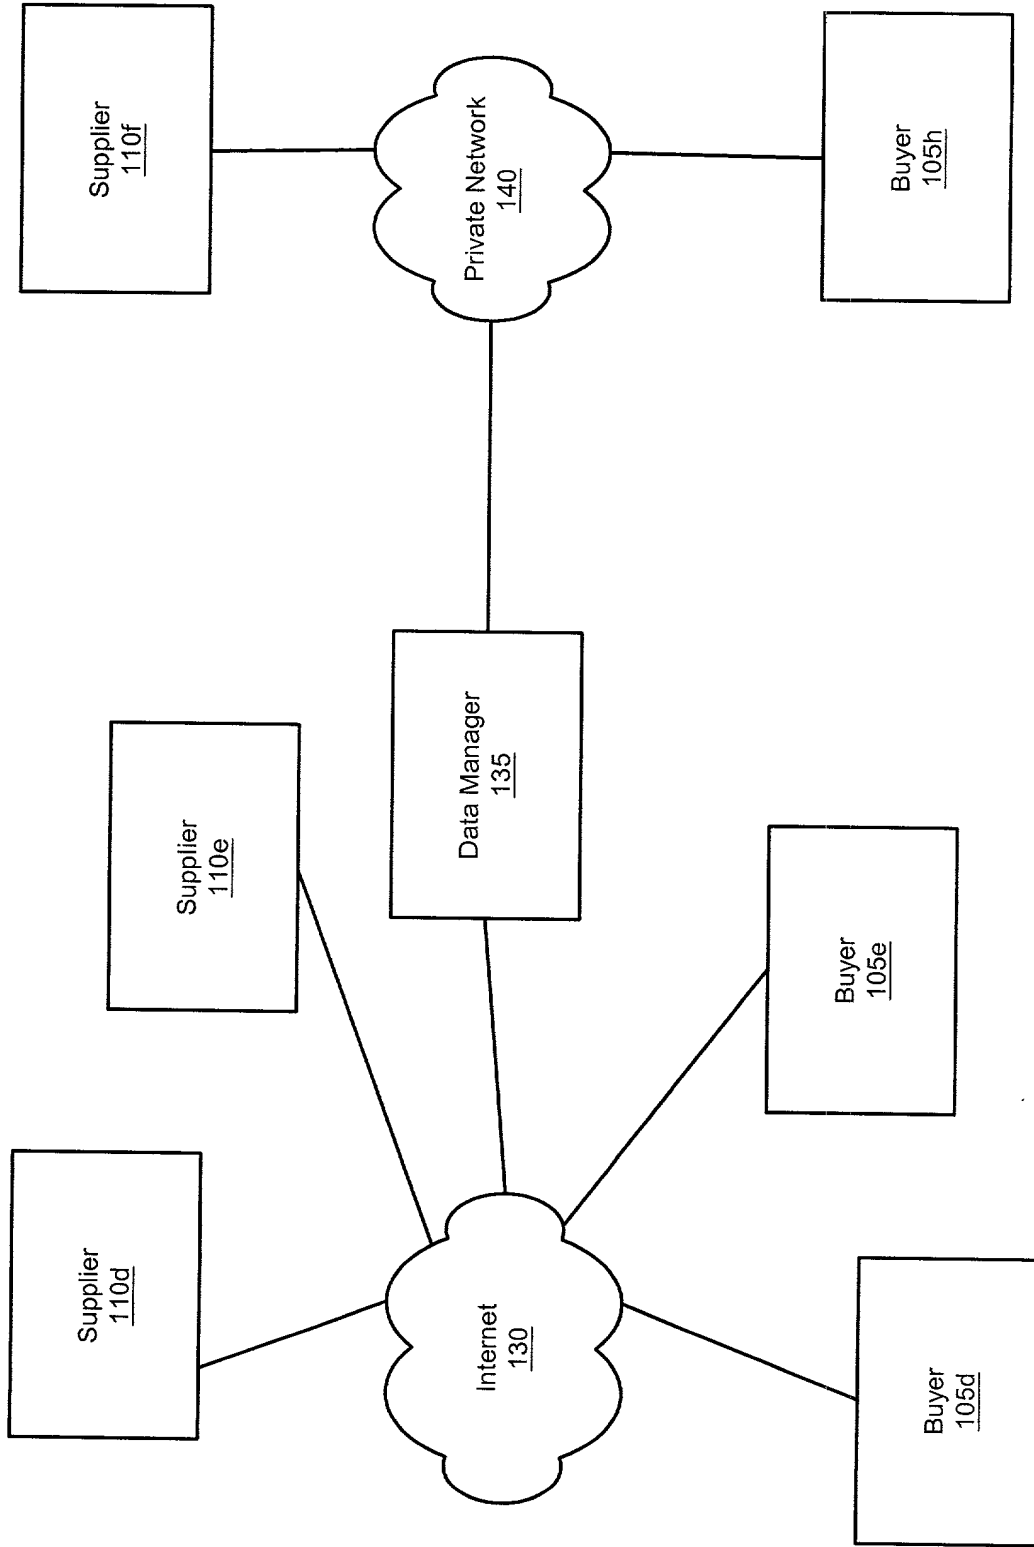 Supplier
110d
Supplier
110e
Supplier
110f
Internet
130
Data Manager
135
Private Network
140
Buyer
105d
Buyer
105e
Buyer
105h